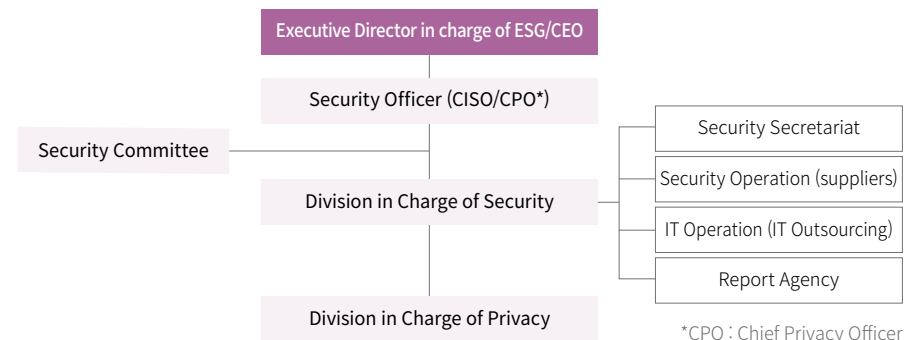 Executive Director in charge of ESG/CEO
Security Officer (CISO/CPO*)
Security Committee
Division in Charge of Security
Division in Charge of Privacy
Security Secretariat
Security Operation (suppliers)
IT Operation (IT Outsourcing)
Report Agency
*CPO : Chief Privacy Officer